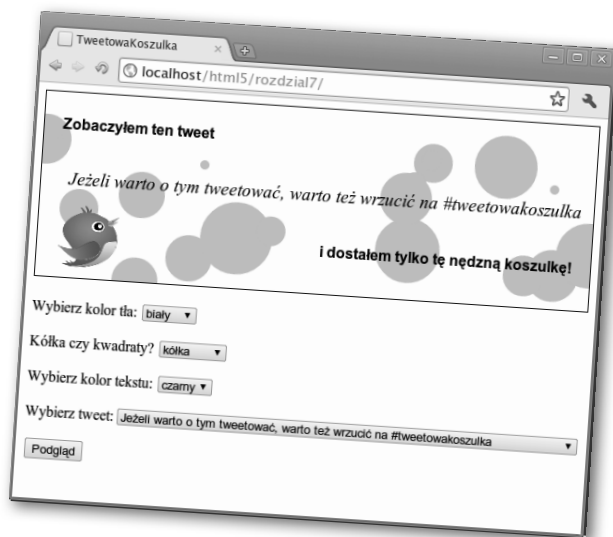 TweetowaKoszulka
localhost/html5/rozdzial7/
Zobaczyłem ten tweet
Jeżeli warto o tym tweetować, warto też wrzucić na #tweetowakoszulka
i dostałem tylko tę nędzną koszulkę!
Wybierz kolor tła: biały
Kółka czy kwadraty? kółka
Wybierz kolor tekstu: czarny
Wybierz tweet: Jeżeli warto o tym tweetować, warto też wrzucić na #tweetowakoszulka
Podgląd